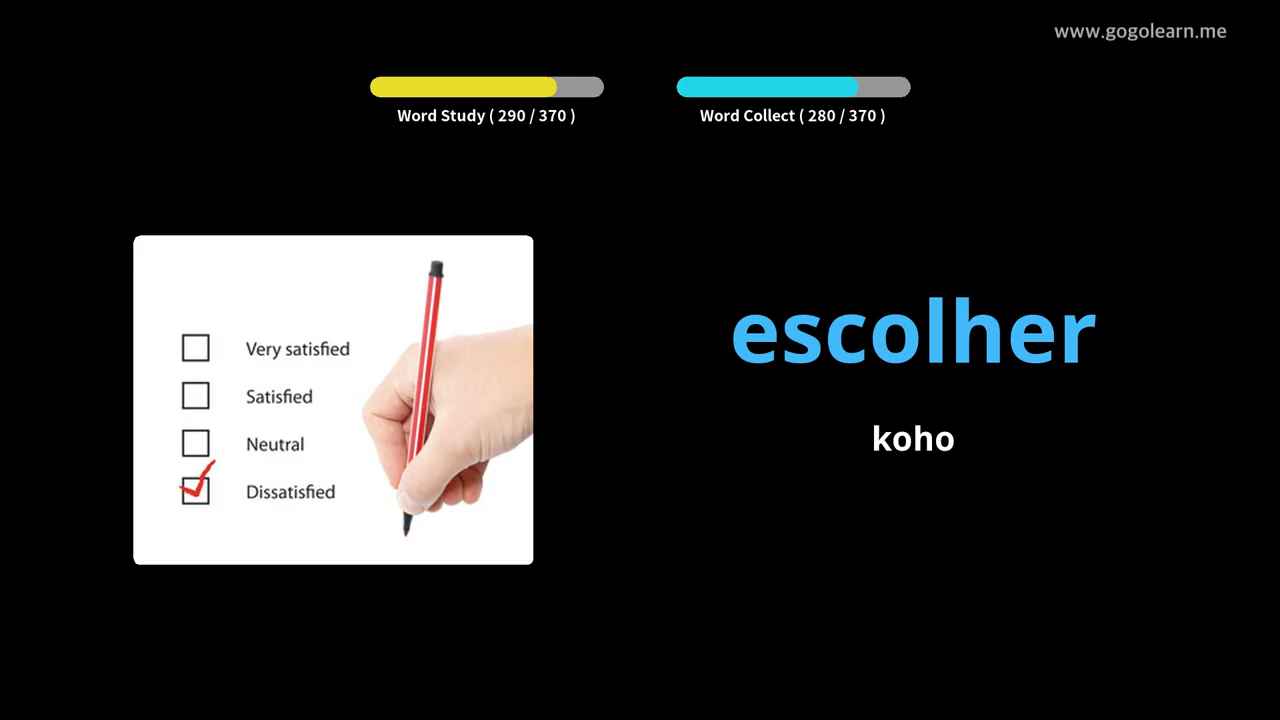 www.gogolearn.me
Word Study ( 290 / 370 )
Word Collect ( 280 / 370 )
Very satisfied
Satisfied
Neutral
Dissatisfied
escolher
koho